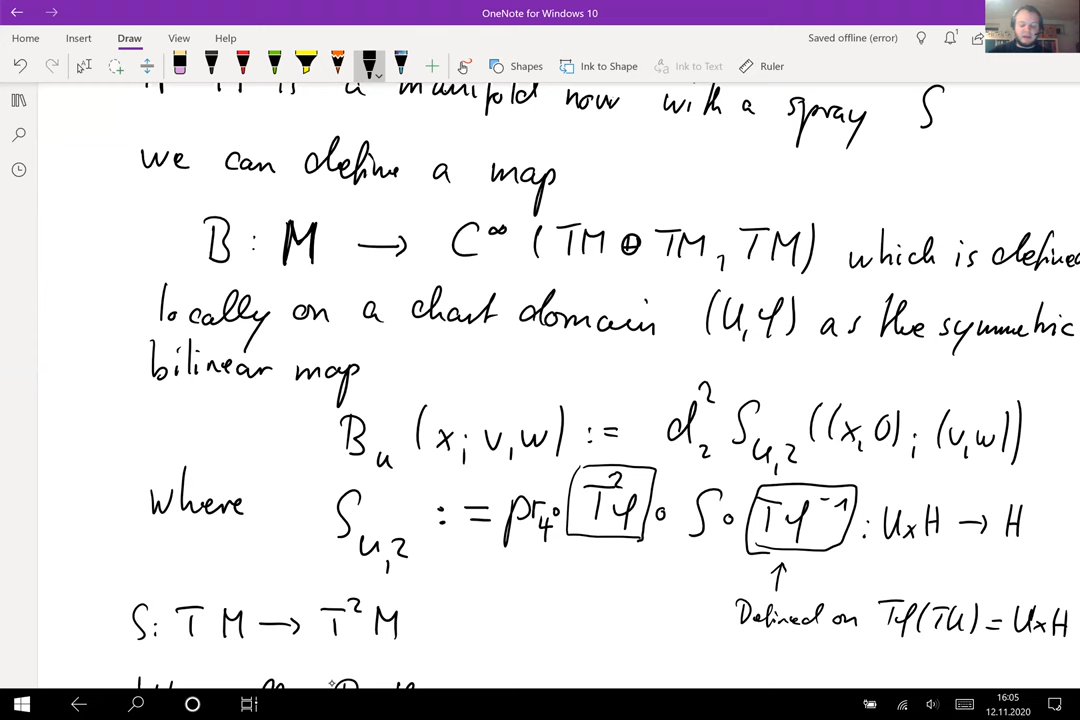 OneNote for Windows 10
Home Insert Draw View Help
Saved offline (error)
Shapes Ink to Shape Ink to Text Ruler
is a manifold now with a spray S
we can define a map
B : M → C^∞ (TM ⊕ TM, TM) which is define
locally on a chart domain (U,φ) as the symmetric
bilinear map
B_u (x; v,w) := d_2^2 S_{u,2} ((x,0); (v,w))
where S_{u,2} := pr_4 ∘ T^2φ ∘ S ∘ Tφ^{-1} : U×H → H
↑
Defined on Tφ(TU) = U×H
S: TM → T^2 M
16:05
12.11.2020